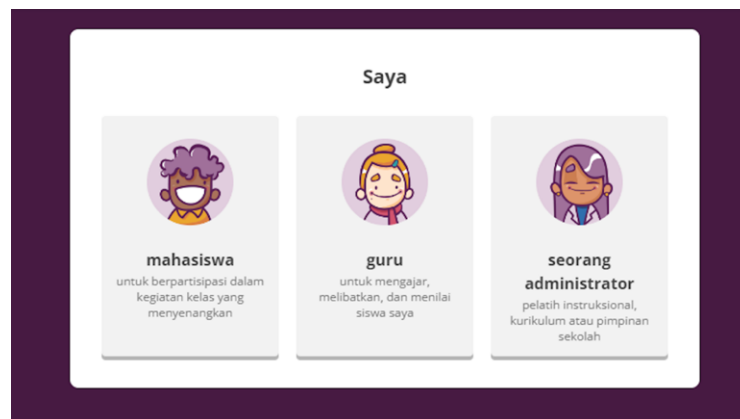 Saya
mahasiswa
untuk berpartisipasi dalam
kegiatan kelas yang
menyenangkan
guru
untuk mengajar,
melibatkan, dan menilai
siswa saya
seorang
administrator
pelatih instruksional,
kurikulum atau pimpinan
sekolah